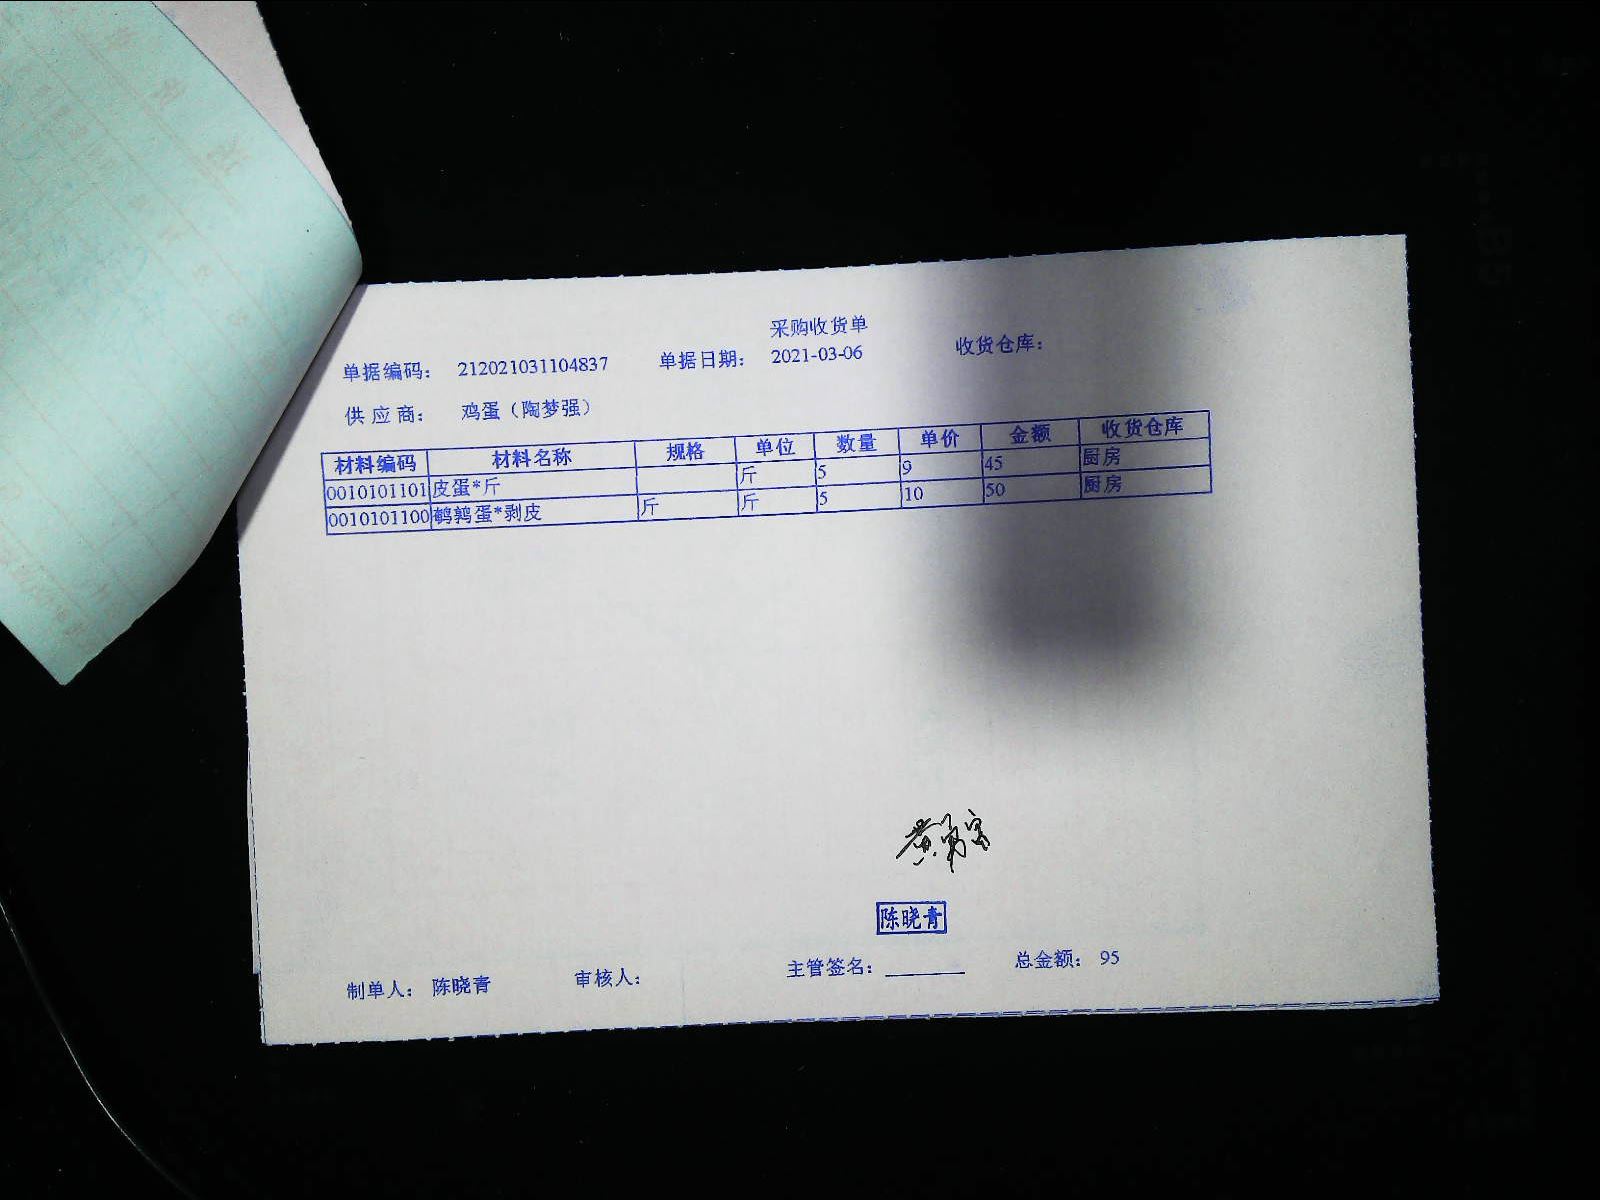 采购收货单
单据编码: 212021031104837 单据日期: 2021-03-06 收货仓库:
供应商: 鸡蛋（陶梦强）
材料编码 材料名称 规格 单位 数量 单价 金额 收货仓库
0010101101 皮蛋*斤 斤 5 9 45 厨房
0010101100 鹌鹑蛋*剥皮 斤 斤 5 10 50 厨房
陈晓青
制单人: 陈晓青 审核人: 主管签名: 总金额: 95